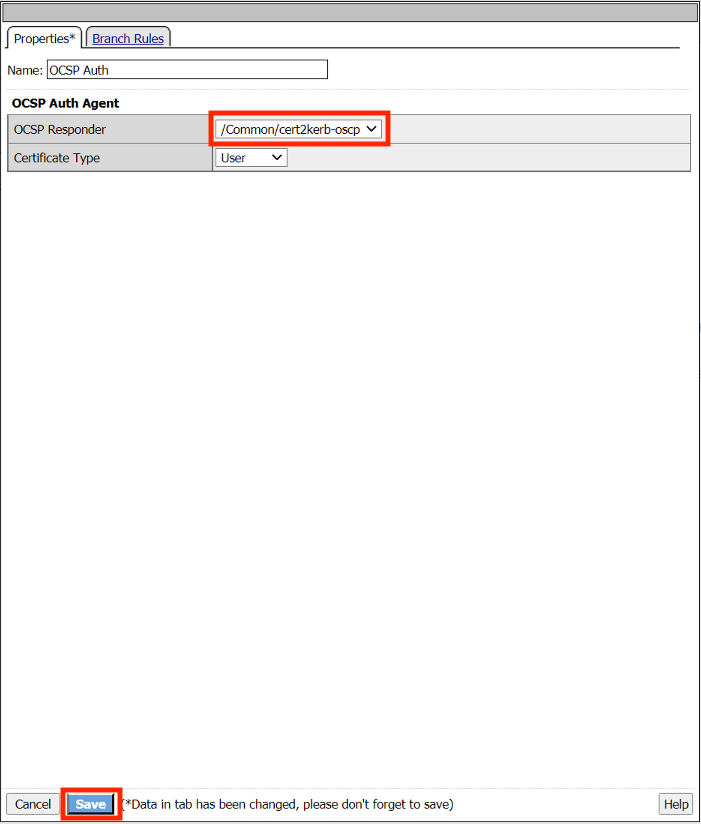 Properties* Branch Rules
Name: OCSP Auth
OCSP Auth Agent
OCSP Responder /Common/cert2kerb-oscp
Certificate Type User
Cancel Save (*Data in tab has been changed, please don't forget to save) Help